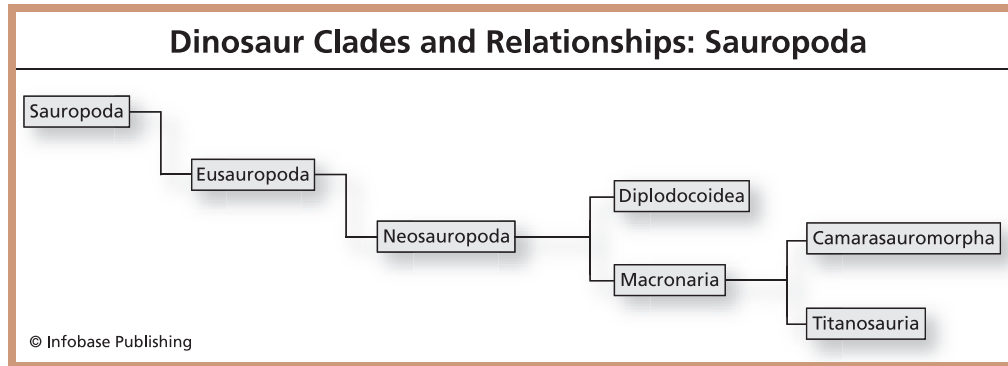 Dinosaur Clades and Relationships: Sauropoda
Sauropoda
Eusauropoda
Neosauropoda
Diplodocoidea
Macronaria
Camarasauromorpha
Titanosauria
© Infobase Publishing